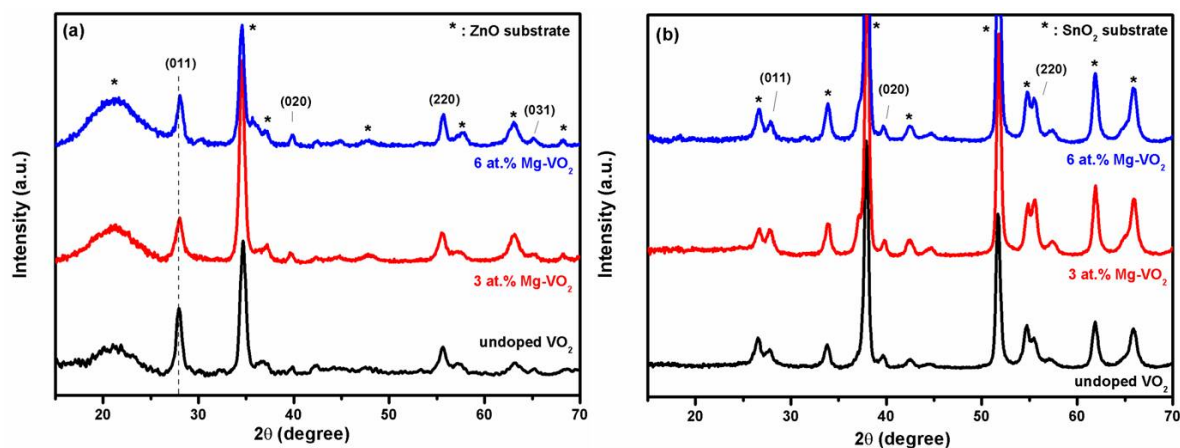 (a)
* : ZnO substrate
*
(011)
*
*
(020)
*
(220)
*
*
(031)
*
6 at.% Mg-VO₂
3 at.% Mg-VO₂
undoped VO₂
Intensity (a.u.)
20 30 40 50 60 70
2θ (degree)
(b)
* : SnO₂ substrate
*
(011)
*
*
(020)
*
*
*
(220)
*
*
6 at.% Mg-VO₂
3 at.% Mg-VO₂
undoped VO₂
Intensity (a.u.)
20 30 40 50 60 70
2θ (degree)